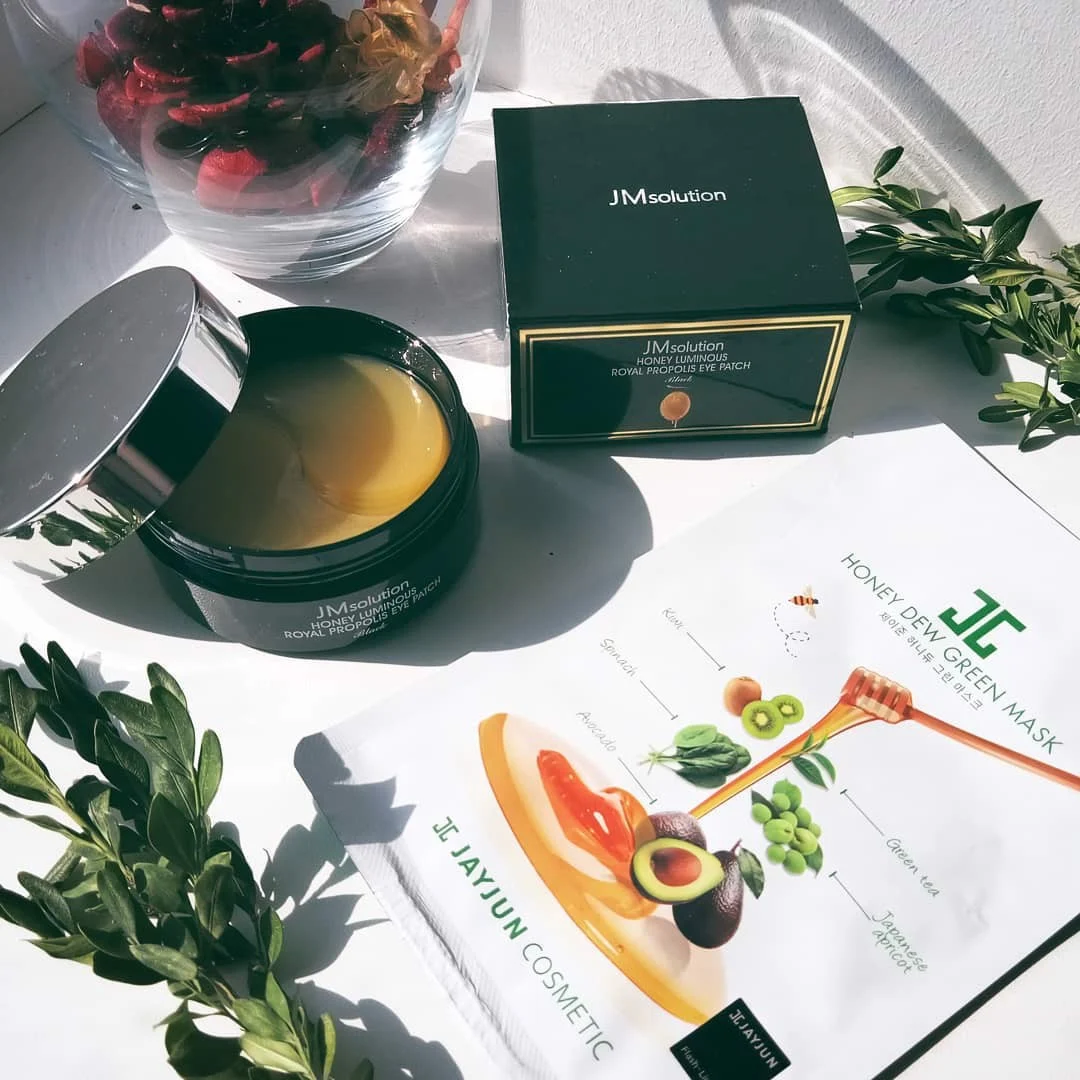 JMsolution
JMsolution
HONEY LUMINOUS
ROYAL PROPOLIS EYE PATCH
Black
JMsolution
HONEY LUMINOUS
ROYAL PROPOLIS EYE PATCH
Black
HONEY DEW GREEN MASK
제이준 허니듀 그린 마스크
Kiwi
Spinach
Avocado
Green tea
Japanese
apricot
JAYJUN COSMETIC
JAYJUN